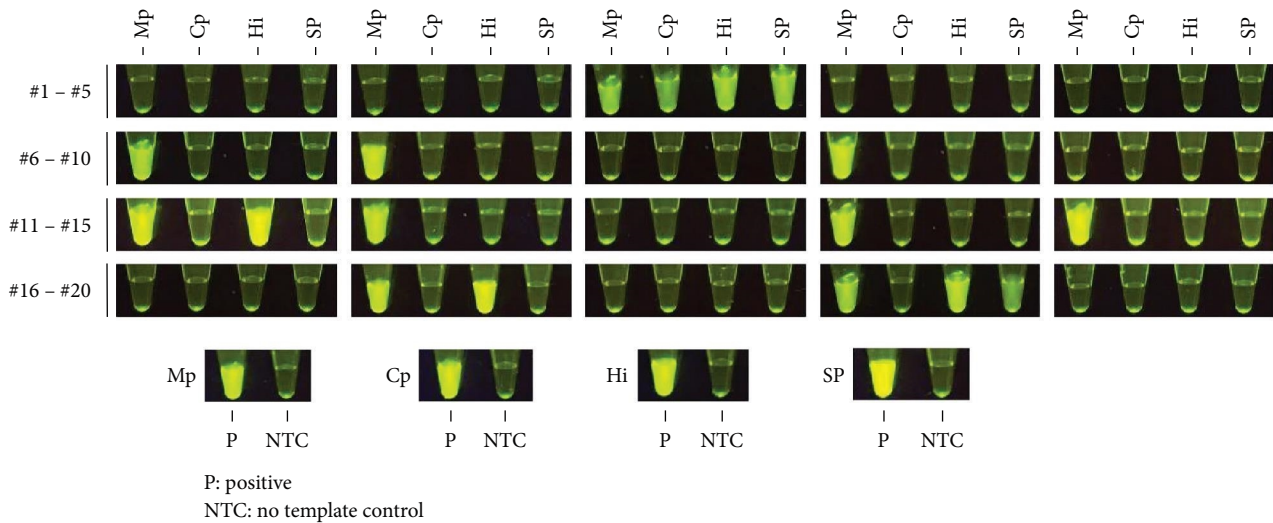 Mp Cp Hi SP Mp Cp Hi SP Mp Cp Hi SP Mp Cp Hi SP Mp Cp Hi SP
#1 – #5
#6 – #10
#11 – #15
#16 – #20
Mp Cp Hi SP
P NTC P NTC P NTC P NTC
P: positive
NTC: no template control